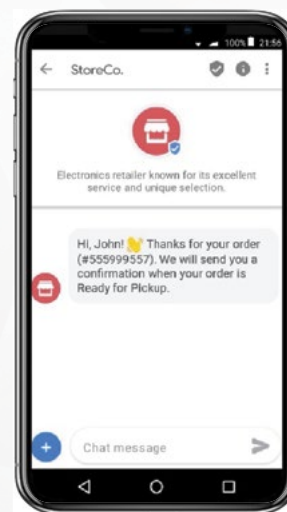 100% 21:56
StoreCo.
Electronics retailer known for its excellent
service and unique selection.
Hi, John! 👋 Thanks for your order
(#555999557). We will send you a
confirmation when your order is
Ready for Pickup.
Chat message